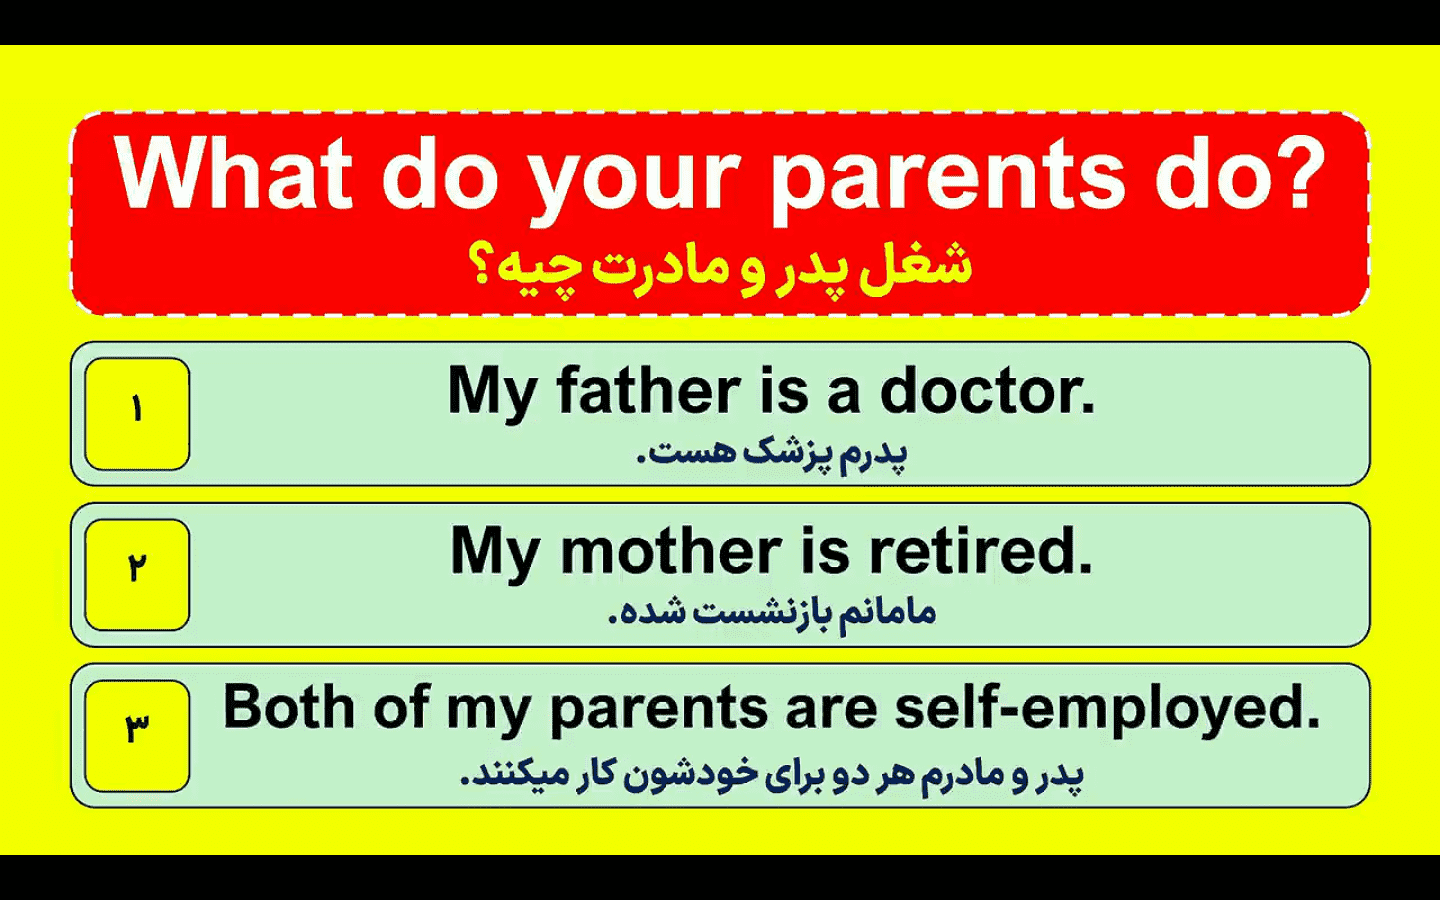 What do your parents do?
شغل پدر و مادرت چیه؟
۱
My father is a doctor.
پدرم پزشک هست.
۲
My mother is retired.
مامانم بازنشست شده.
۳
Both of my parents are self-employed.
پدر و مادرم هر دو برای خودشون کار میکنند.